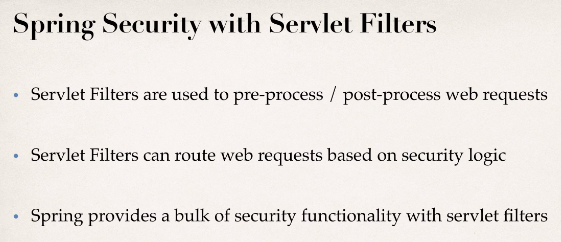 Spring Security with Servlet Filters
• Servlet Filters are used to pre-process / post-process web requests
• Servlet Filters can route web requests based on security logic
• Spring provides a bulk of security functionality with servlet filters